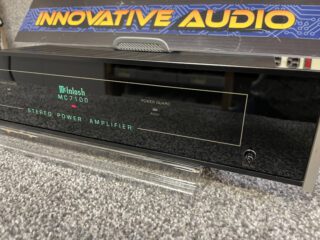 INNOVATIVE AUDIO
McIntosh
MC7100
POWER GUARD
STEREO POWER AMPLIFIER